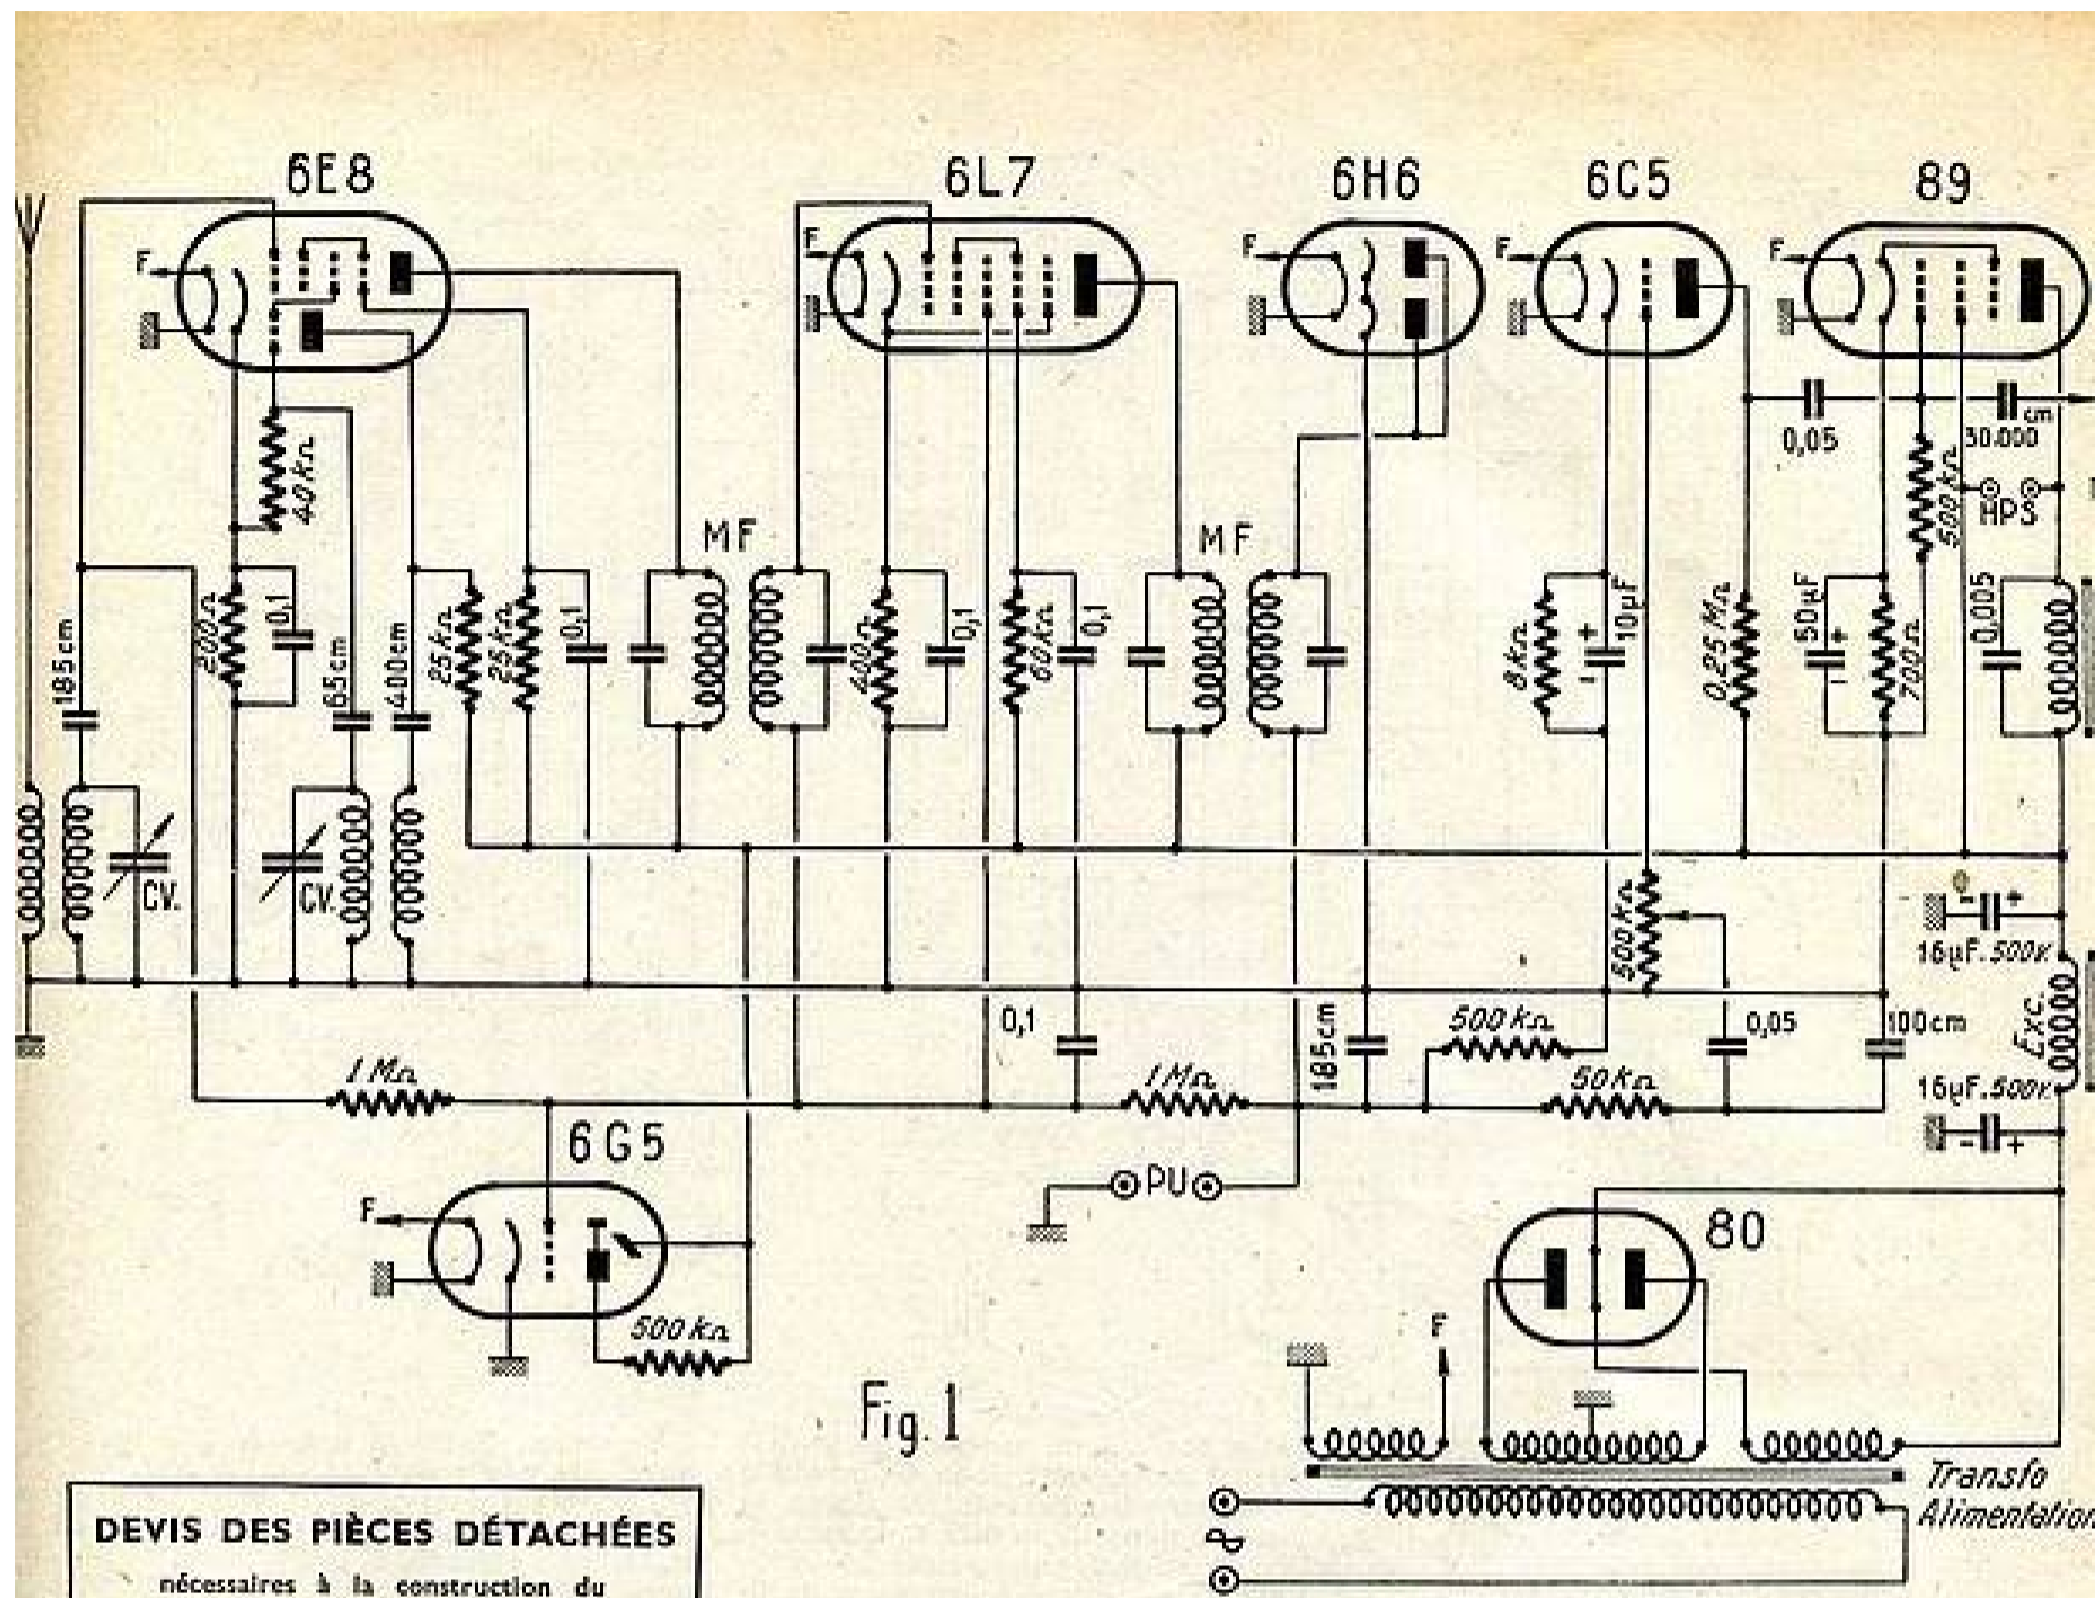 6E8
6L7
6H6
6C5
89
F
F
F
F
F
cm
0,05
30.000
40kΩ
500kΩ
HPS
MF
MF
185cm
200Ω
0,1
65cm
400cm
25kΩ
25kΩ
0,1
400Ω
0,1
60kΩ
0,1
8kΩ
+
-
10µF
0,25 MΩ
50µF
+
-
700Ω
0,005
CV.
CV.
500kΩ
- +
16µF.500v.
0,1
185cm
500kΩ
0,05
100cm
Exc.
1MΩ
1MΩ
50KΩ
16µF.500v.
- +
6G5
PU
F
80
500kΩ
F
Fig. 1
Transfo
Alimentation
DEVIS DES PIÈCES DÉTACHÉES
nécessaires à la construction du